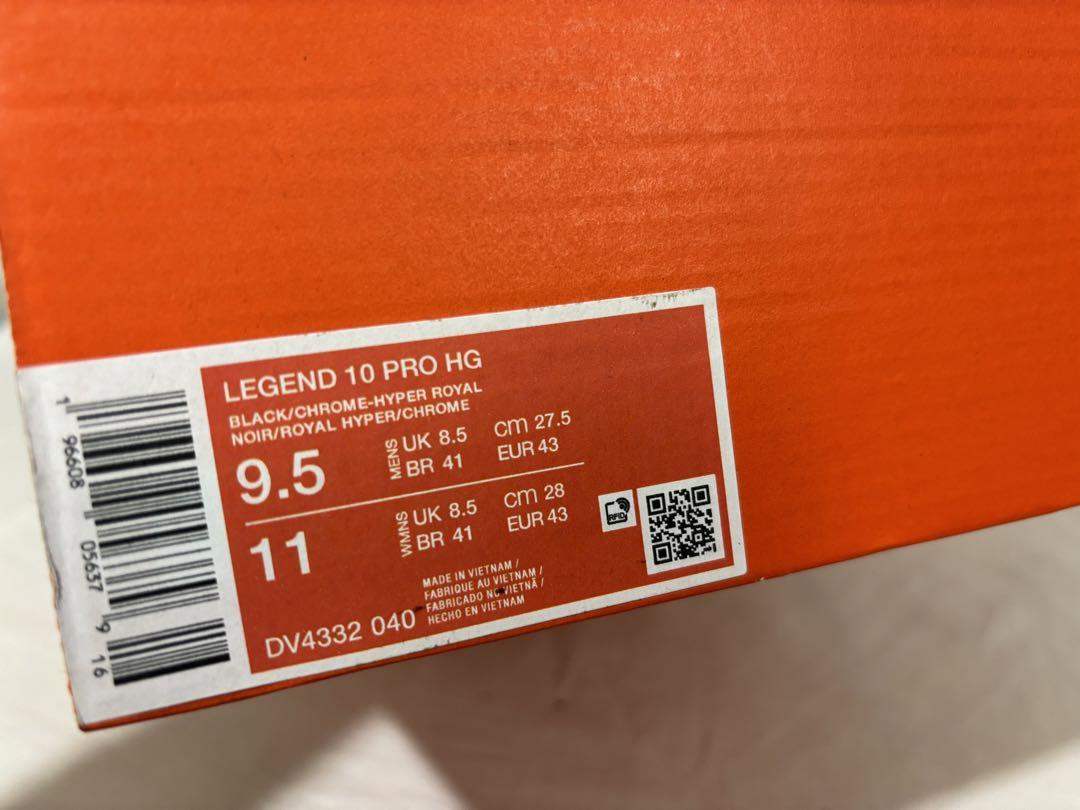 LEGEND 10 PRO HG
BLACK/CHROME-HYPER ROYAL
NOIR/ROYAL HYPER/CHROME
9.5
MENS
UK 8.5 cm 27.5
BR 41 EUR 43
11
WMNS
UK 8.5 cm 28
BR 41 EUR 43
RFID
MADE IN VIETNAM /
FABRIQUE AU VIETNAM /
FABRICADO NO VIETNÃ /
HECHO EN VIETNAM
DV4332 040
1 96608 05637 9 16